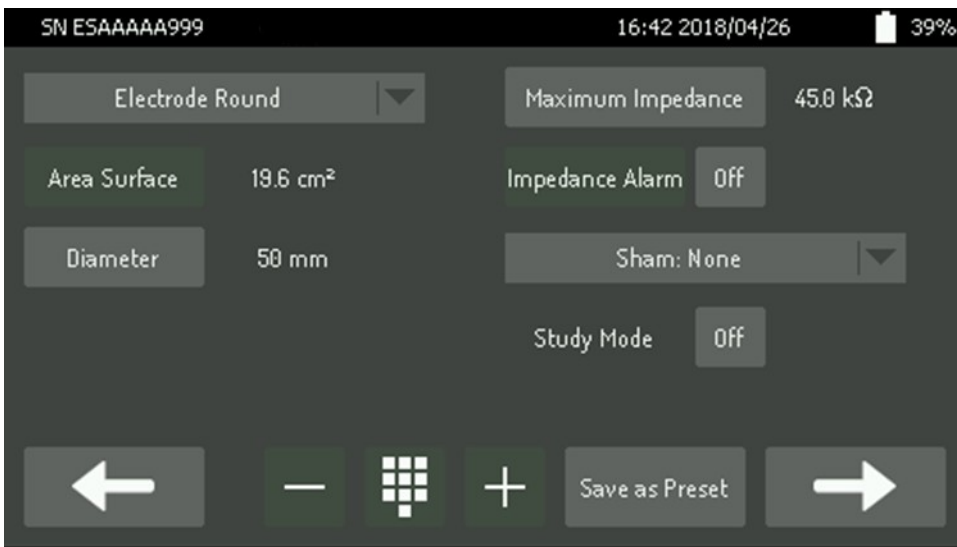 SN ESAAAAA999 16:42 2018/04/26 39%
Electrode Round Maximum Impedance 45.0 kΩ
Area Surface 19.6 cm² Impedance Alarm Off
Diameter 50 mm Sham: None
Study Mode Off
Save as Preset